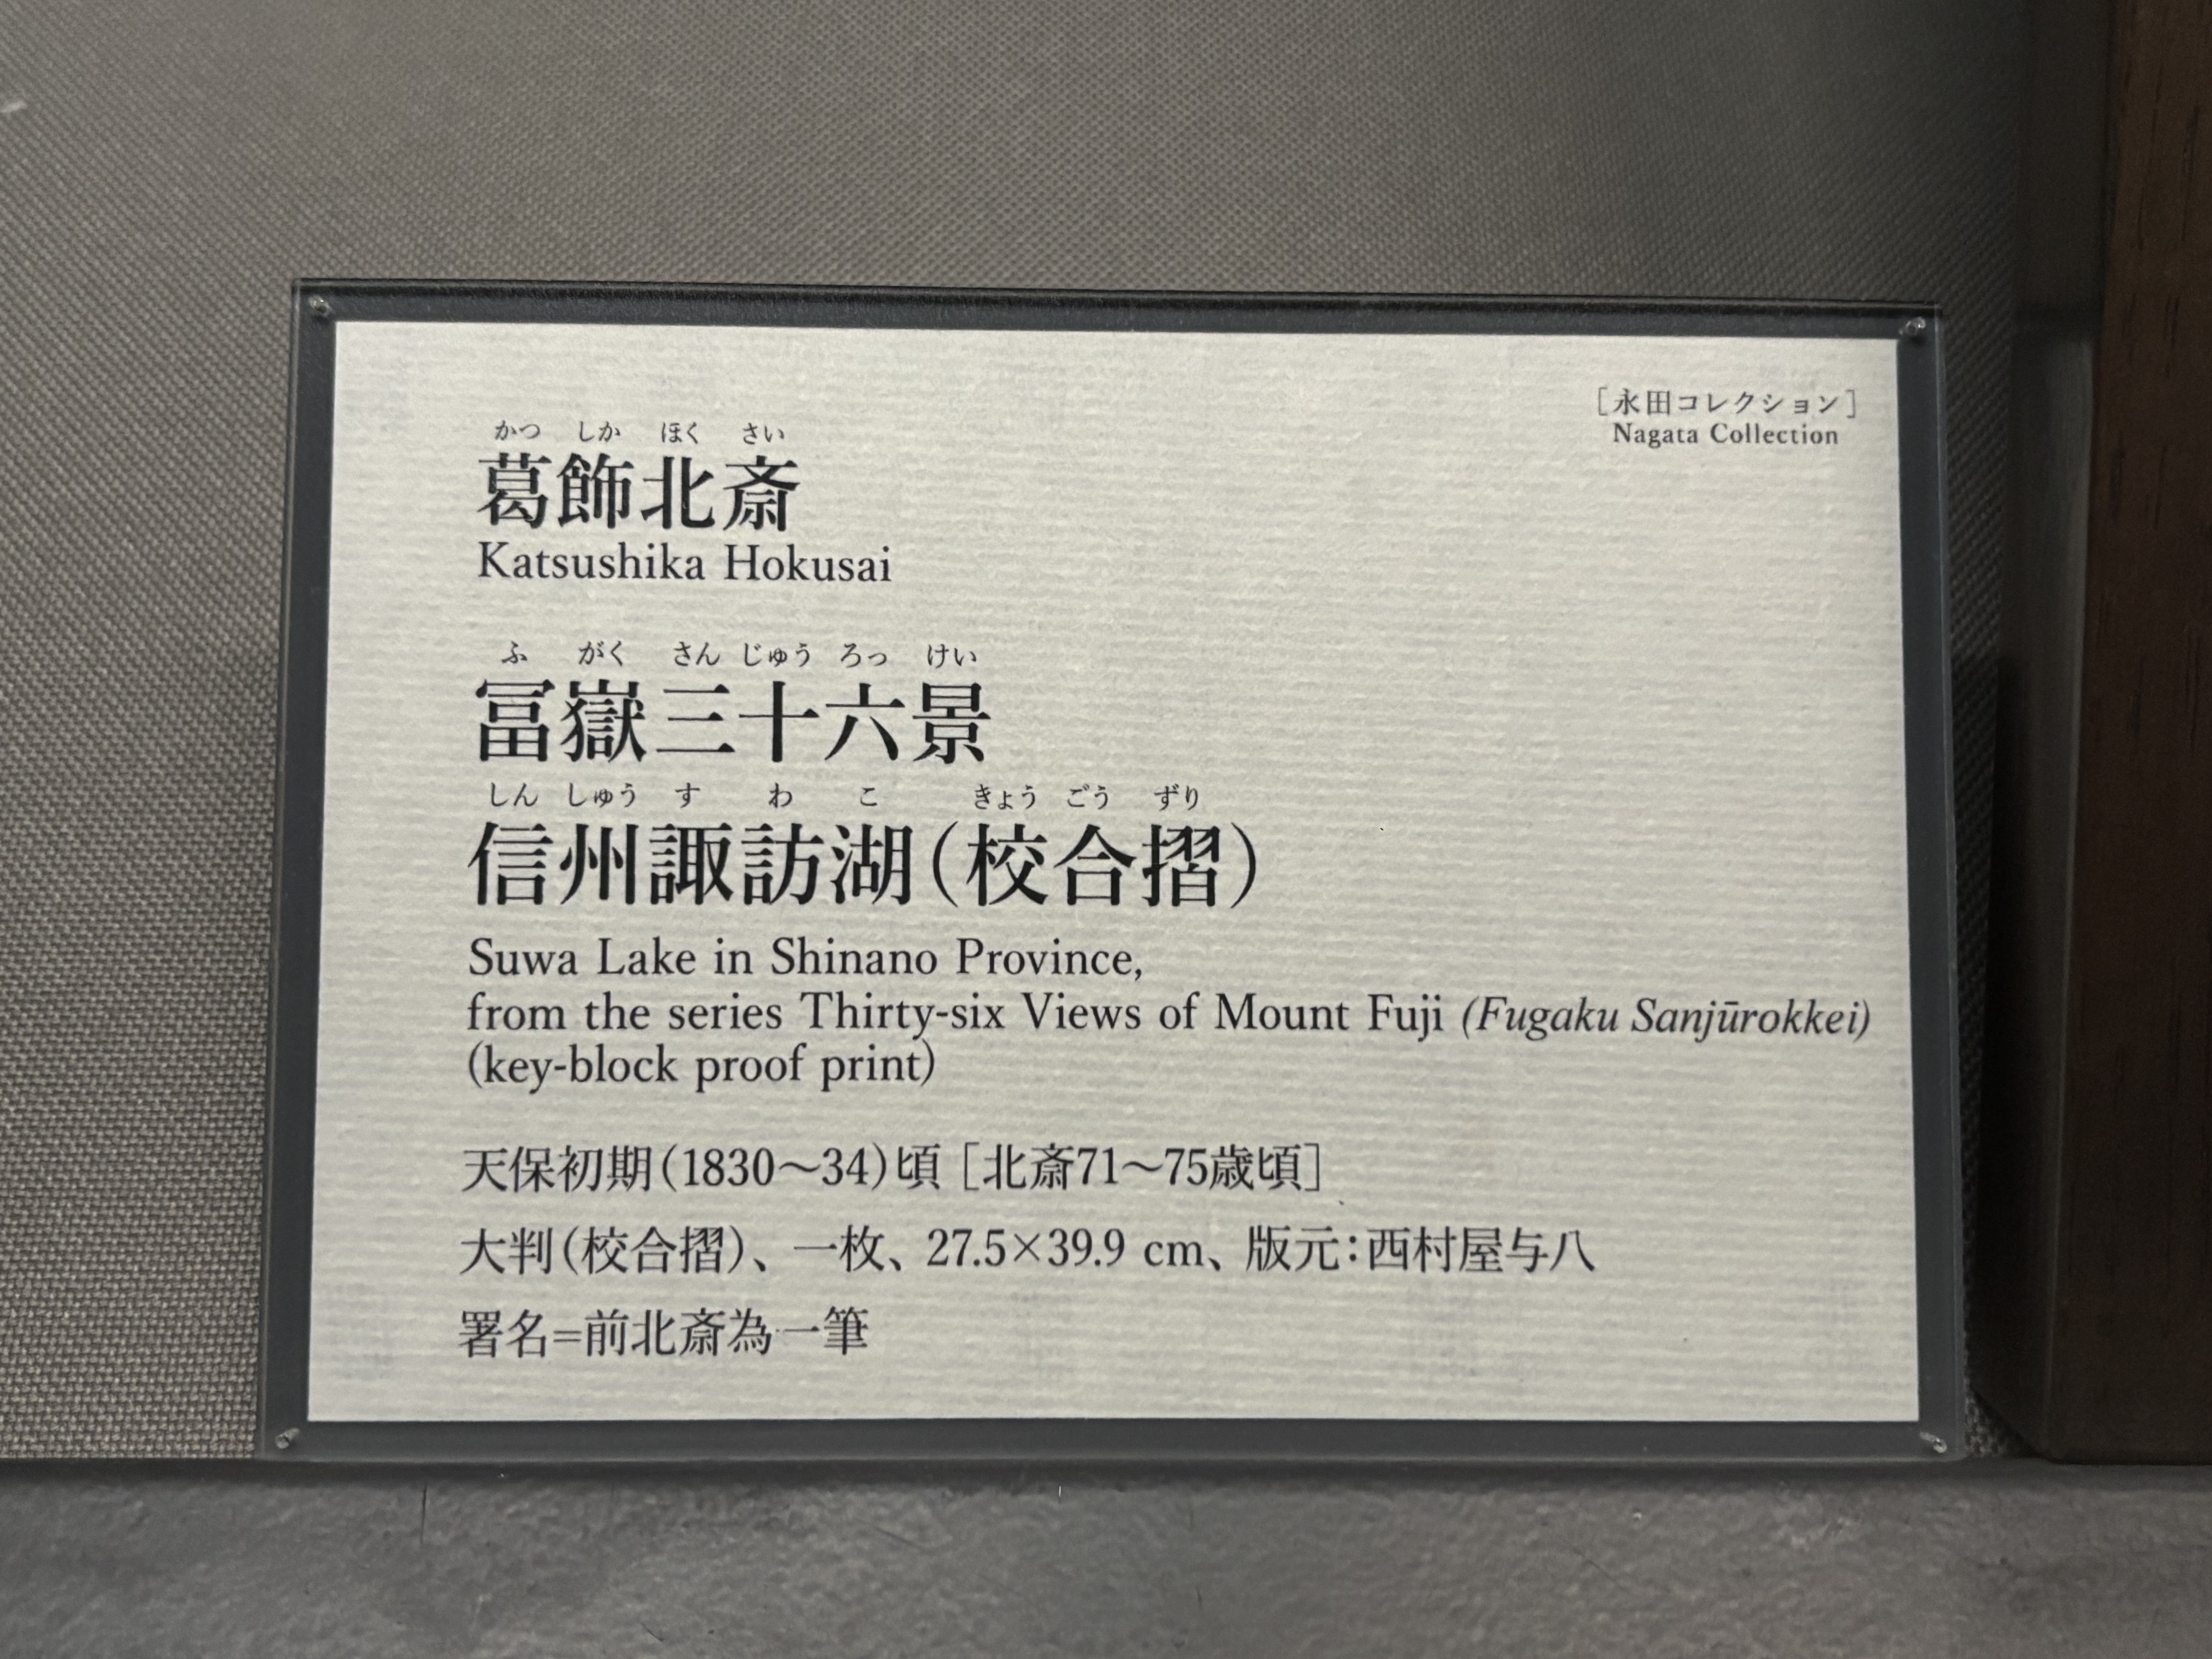 ［永田コレクション］
Nagata Collection
かつ しか ほく さい
葛飾北斎
Katsushika Hokusai
ふ がく さん じゅう ろっ けい
冨嶽三十六景
しん しゅう す わ こ きょう ごう ずり
信州諏訪湖（校合摺）
Suwa Lake in Shinano Province,
from the series Thirty-six Views of Mount Fuji (Fugaku Sanjūrokkei)
(key-block proof print)
天保初期（1830〜34）頃［北斎71〜75歳頃］
大判（校合摺）、一枚、27.5×39.9 cm、版元：西村屋与八
署名=前北斎為一筆